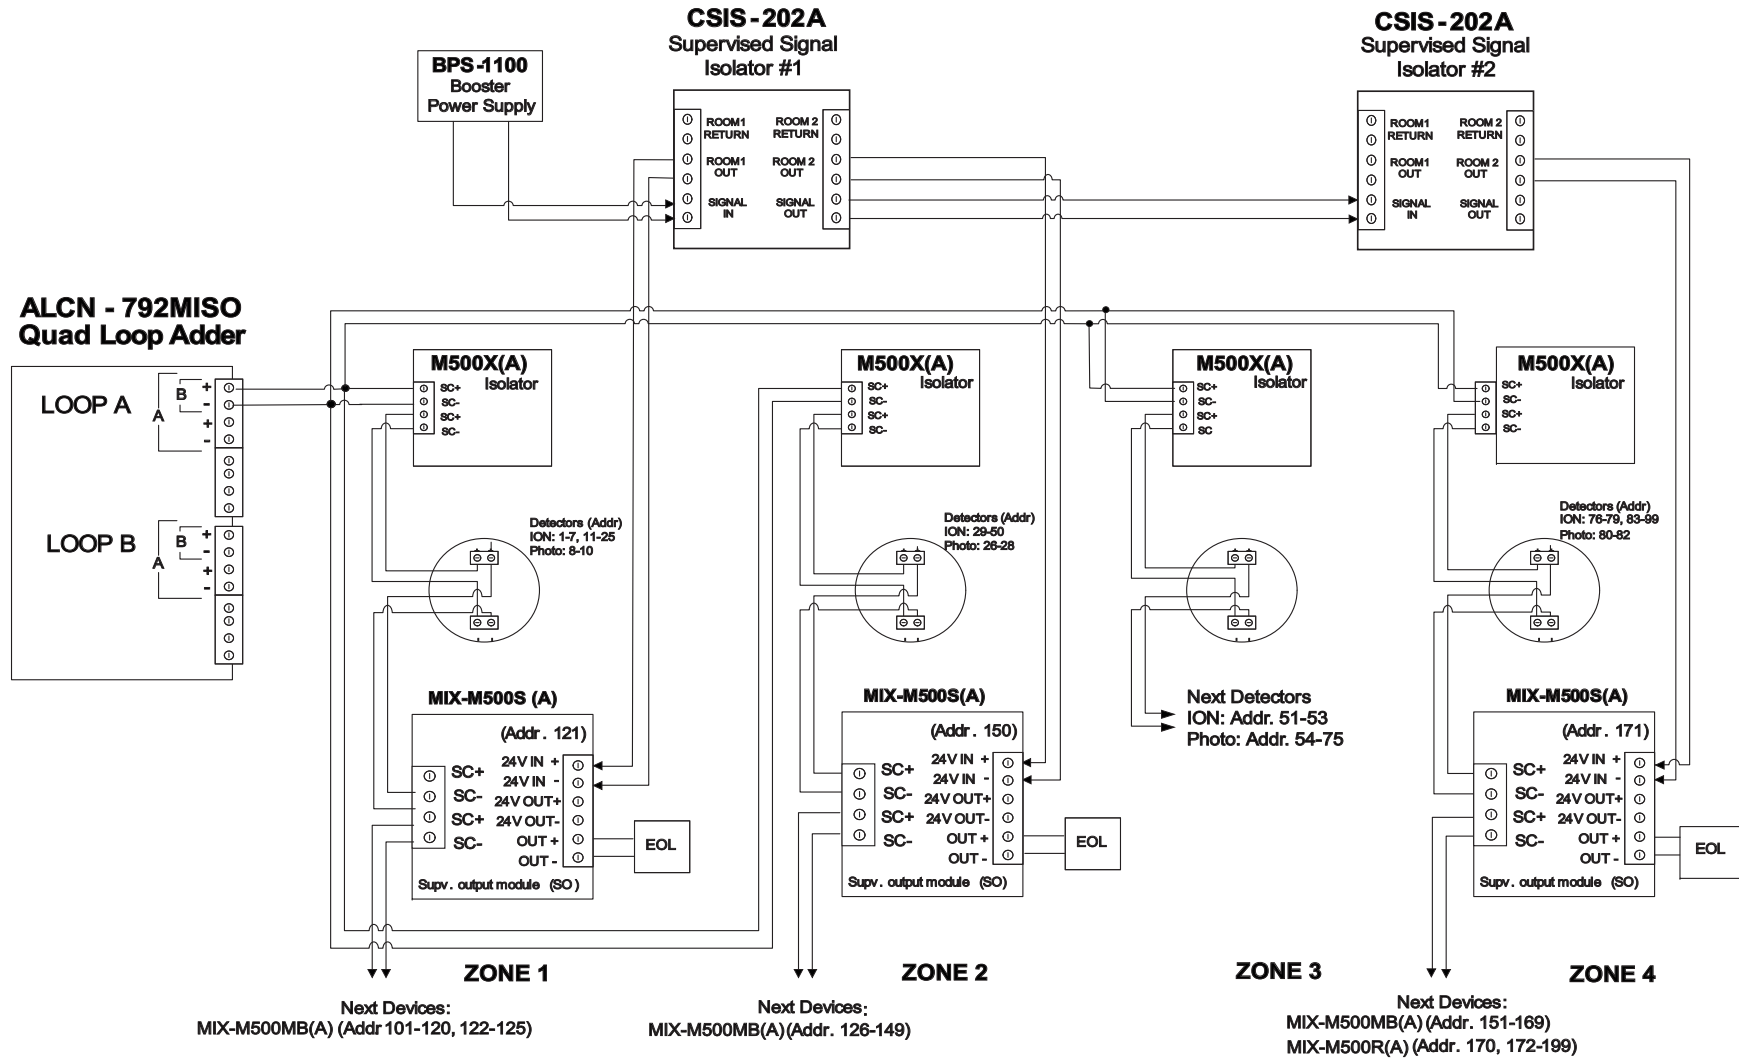 CSIS - 202A
Supervised Signal
Isolator #1
CSIS - 202A
Supervised Signal
Isolator #2
BPS -1100
Booster
Power Supply
ROOM1
RETURN
ROOM1
OUT
SIGNAL
IN
ROOM 2
RETURN
ROOM 2
OUT
SIGNAL
OUT
ROOM1
RETURN
ROOM1
OUT
SIGNAL
IN
ROOM 2
RETURN
ROOM 2
OUT
SIGNAL
OUT
ALCN - 792MISO
Quad Loop Adder
LOOP A
A
B
+
-
+
-
LOOP B
A
B
+
-
+
-
M500X(A)
Isolator
SC+
SC-
SC+
SC-
M500X(A)
Isolator
SC+
SC-
SC+
SC-
M500X(A)
Isolator
SC+
SC-
SC+
SC
M500X(A)
Isolator
SC+
SC-
SC+
SC-
Detectors (Addr)
ION: 1-7, 11-25
Photo: 8-10
Detectors (Addr)
ION: 29-50
Photo: 26-28
Detectors (Addr)
ION: 76-79, 83-99
Photo: 80-82
Next Detectors
ION: Addr. 51-53
Photo: Addr. 54-75
MIX-M500S (A)
(Addr. 121)
SC+
SC-
SC+
SC-
24V IN +
24V IN -
24V OUT+
24V OUT-
OUT +
OUT -
Supv. output module (SO)
EOL
MIX-M500S(A)
(Addr. 150)
SC+
SC-
SC+
SC-
24V IN +
24V IN -
24V OUT+
24V OUT-
OUT +
OUT -
Supv. output module (SO)
EOL
MIX-M500S(A)
(Addr. 171)
SC+
SC-
SC+
SC-
24V IN +
24V IN -
24V OUT+
24V OUT-
OUT +
OUT -
Supv. output module (SO)
EOL
ZONE 1
ZONE 2
ZONE 3
ZONE 4
Next Devices:
MIX-M500MB(A) (Addr 101-120, 122-125)
Next Devices:
MIX-M500MB(A) (Addr. 126-149)
Next Devices:
MIX-M500MB(A) (Addr. 151-169)
MIX-M500R(A) (Addr. 170, 172-199)